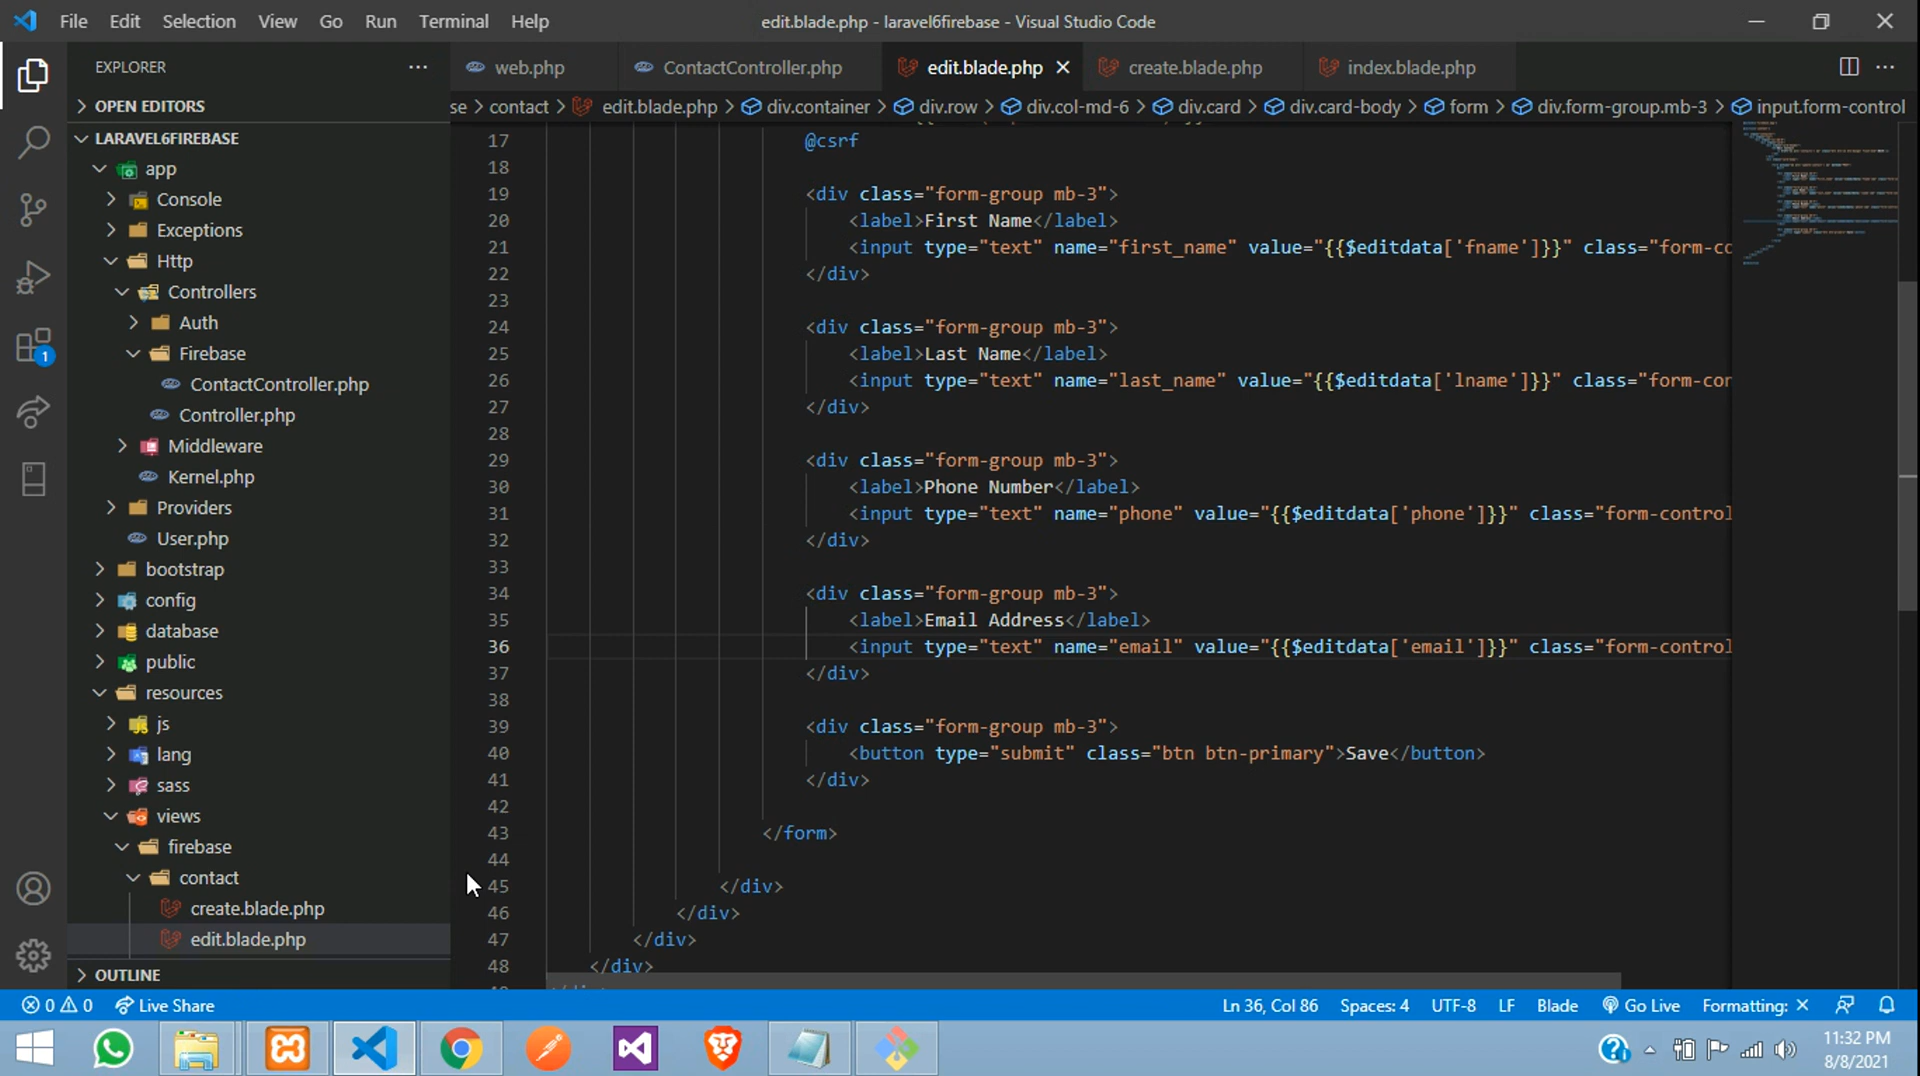 File Edit Selection View Go Run Terminal Help
edit.blade.php - laravel6firebase - Visual Studio Code
EXPLORER
OPEN EDITORS
LARAVEL6FIREBASE
app
Console
Exceptions
Http
Controllers
Auth
Firebase
ContactController.php
Controller.php
Middleware
Kernel.php
Providers
User.php
bootstrap
config
database
public
resources
js
lang
sass
views
firebase
contact
create.blade.php
edit.blade.php
OUTLINE
web.php ContactController.php edit.blade.php create.blade.php index.blade.php
se > contact > edit.blade.php > div.container > div.row > div.col-md-6 > div.card > div.card-body > form > div.form-group.mb-3 > input.form-control
17 @csrf
18
19 <div class="form-group mb-3">
20 <label>First Name</label>
21 <input type="text" name="first_name" value="{{$editdata['fname']}}" class="form-co
22 </div>
23
24 <div class="form-group mb-3">
25 <label>Last Name</label>
26 <input type="text" name="last_name" value="{{$editdata['lname']}}" class="form-con
27 </div>
28
29 <div class="form-group mb-3">
30 <label>Phone Number</label>
31 <input type="text" name="phone" value="{{$editdata['phone']}}" class="form-control
32 </div>
33
34 <div class="form-group mb-3">
35 <label>Email Address</label>
36 <input type="text" name="email" value="{{$editdata['email']}}" class="form-control
37 </div>
38
39 <div class="form-group mb-3">
40 <button type="submit" class="btn btn-primary">Save</button>
41 </div>
42
43 </form>
44
45 </div>
46 </div>
47 </div>
48 </div>
1
0 0 Live Share
Ln 36, Col 86 Spaces: 4 UTF-8 LF Blade Go Live Formatting: ×
11:32 PM
8/8/2021